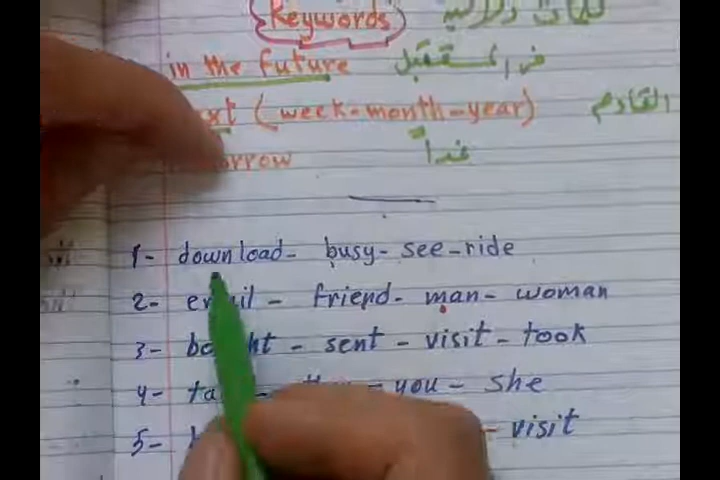 Keywords كلمات دلالية
in the future في المستقبل
(week-month-year) القادم
غداً
1- download- busy- see-ride
2- friend- man- woman
3- - sent - visit - took
4- - you - she
5- - visit